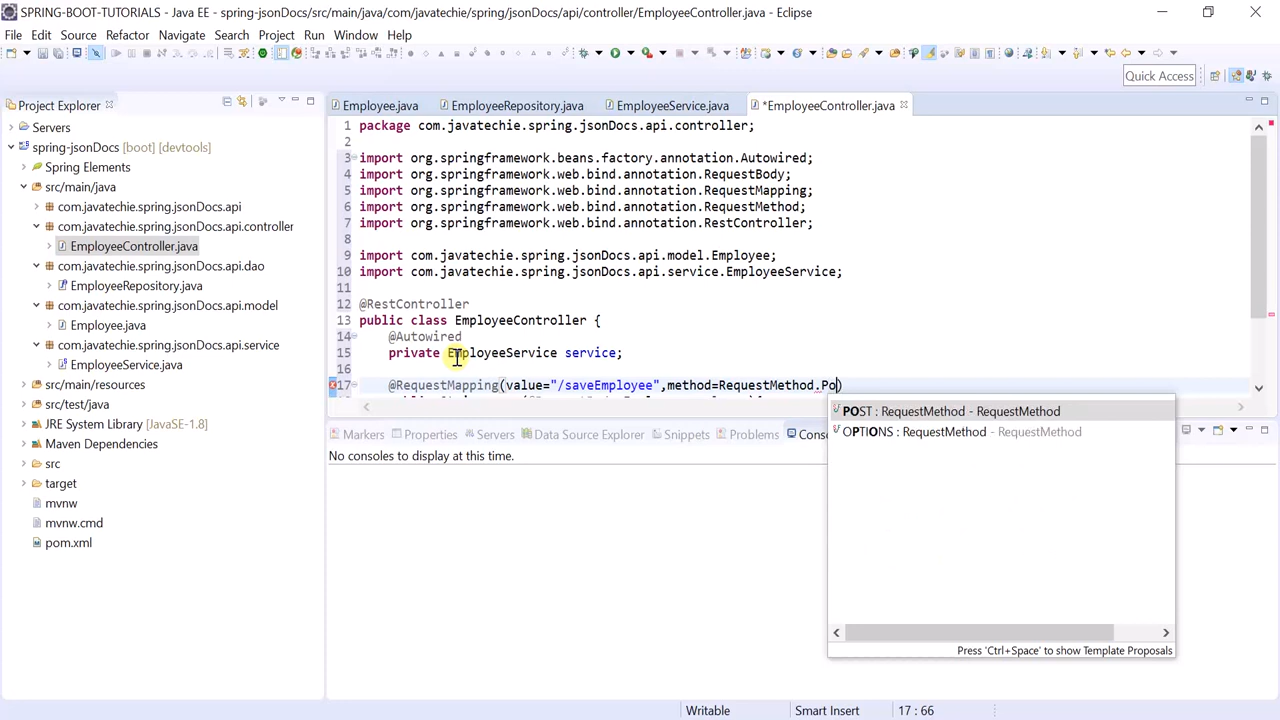 SPRING-BOOT-TUTORIALS - Java EE - spring-jsonDocs/src/main/java/com/javatechie/spring/jsonDocs/api/controller/EmployeeController.java - Eclipse
File Edit Source Refactor Navigate Search Project Run Window Help
Quick Access
Project Explorer
Servers
spring-jsonDocs [boot] [devtools]
Spring Elements
src/main/java
com.javatechie.spring.jsonDocs.api
com.javatechie.spring.jsonDocs.api.controller
EmployeeController.java
com.javatechie.spring.jsonDocs.api.dao
EmployeeRepository.java
com.javatechie.spring.jsonDocs.api.model
Employee.java
com.javatechie.spring.jsonDocs.api.service
EmployeeService.java
src/main/resources
src/test/java
JRE System Library [JavaSE-1.8]
Maven Dependencies
src
target
mvnw
mvnw.cmd
pom.xml
Employee.java EmployeeRepository.java EmployeeService.java *EmployeeController.java
1 package com.javatechie.spring.jsonDocs.api.controller;
2
3 import org.springframework.beans.factory.annotation.Autowired;
4 import org.springframework.web.bind.annotation.RequestBody;
5 import org.springframework.web.bind.annotation.RequestMapping;
6 import org.springframework.web.bind.annotation.RequestMethod;
7 import org.springframework.web.bind.annotation.RestController;
8
9 import com.javatechie.spring.jsonDocs.api.model.Employee;
10 import com.javatechie.spring.jsonDocs.api.service.EmployeeService;
11
12 @RestController
13 public class EmployeeController {
14 @Autowired
15 private EmployeeService service;
16
17 @RequestMapping(value="/saveEmployee",method=RequestMethod.Po)
POST : RequestMethod - RequestMethod
OPTIONS : RequestMethod - RequestMethod
Press 'Ctrl+Space' to show Template Proposals
Markers Properties Servers Data Source Explorer Snippets Problems Conso
No consoles to display at this time.
Writable Smart Insert 17 : 66